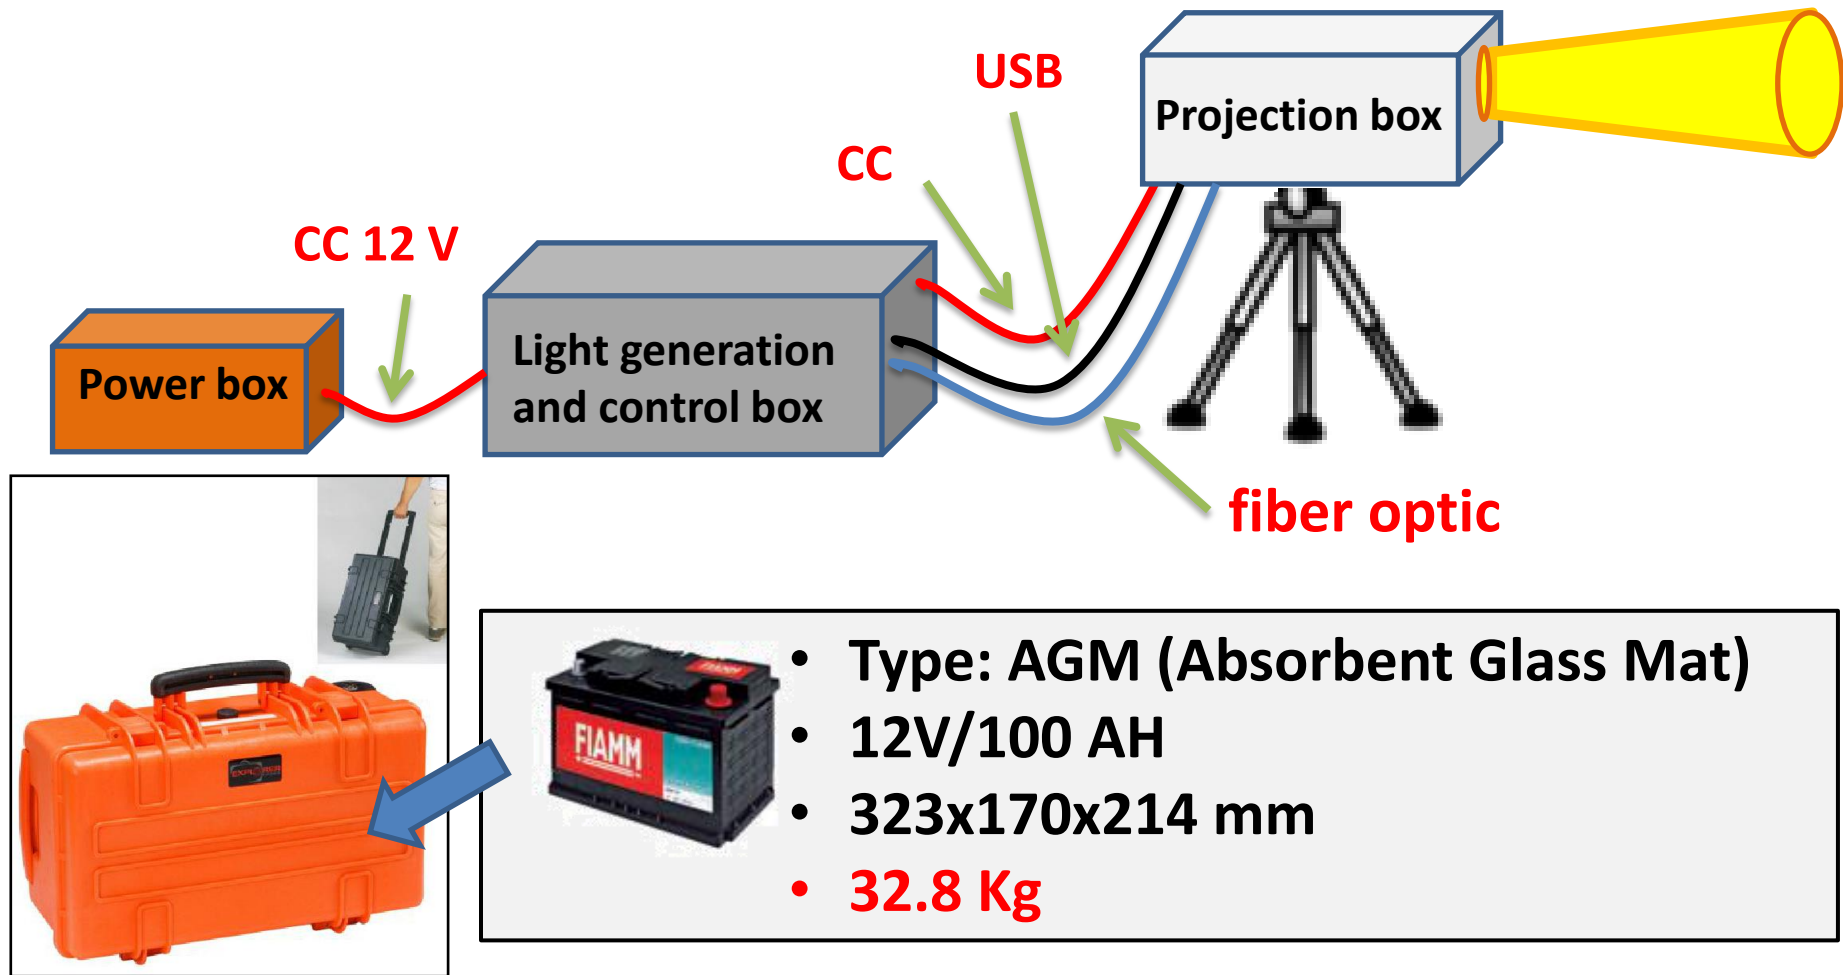 USB
Projection box
CC
CC 12 V
Light generation
and control box
Power box
fiber optic
• Type: AGM (Absorbent Glass Mat)
• 12V/100 AH
• 323x170x214 mm
• 32.8 Kg
FIAMM
EXPLORER